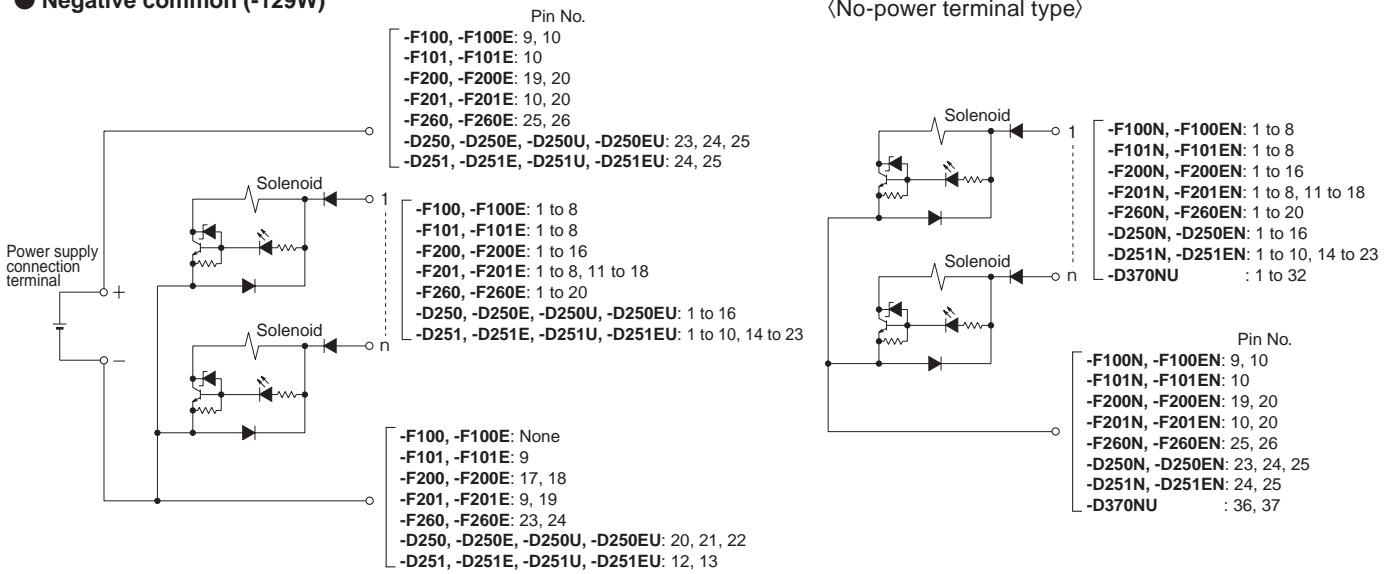 ● Negative common (-129W)
Pin No.
-F100, -F100E: 9, 10
-F101, -F101E: 10
-F200, -F200E: 19, 20
-F201, -F201E: 10, 20
-F260, -F260E: 25, 26
-D250, -D250E, -D250U, -D250EU: 23, 24, 25
-D251, -D251E, -D251U, -D251EU: 24, 25
Solenoid
1
-F100, -F100E: 1 to 8
-F101, -F101E: 1 to 8
-F200, -F200E: 1 to 16
-F201, -F201E: 1 to 8, 11 to 18
-F260, -F260E: 1 to 20
-D250, -D250E, -D250U, -D250EU: 1 to 16
-D251, -D251E, -D251U, -D251EU: 1 to 10, 14 to 23
Power supply
connection
terminal
+
−
Solenoid
n
-F100, -F100E: None
-F101, -F101E: 9
-F200, -F200E: 17, 18
-F201, -F201E: 9, 19
-F260, -F260E: 23, 24
-D250, -D250E, -D250U, -D250EU: 20, 21, 22
-D251, -D251E, -D251U, -D251EU: 12, 13
〈No-power terminal type〉
Solenoid
1
-F100N, -F100EN: 1 to 8
-F101N, -F101EN: 1 to 8
-F200N, -F200EN: 1 to 16
-F201N, -F201EN: 1 to 8, 11 to 18
-F260N, -F260EN: 1 to 20
-D250N, -D250EN: 1 to 16
-D251N, -D251EN: 1 to 10, 14 to 23
-D370NU : 1 to 32
Solenoid
n
Pin No.
-F100N, -F100EN: 9, 10
-F101N, -F101EN: 10
-F200N, -F200EN: 19, 20
-F201N, -F201EN: 10, 20
-F260N, -F260EN: 25, 26
-D250N, -D250EN: 23, 24, 25
-D251N, -D251EN: 24, 25
-D370NU : 36, 37